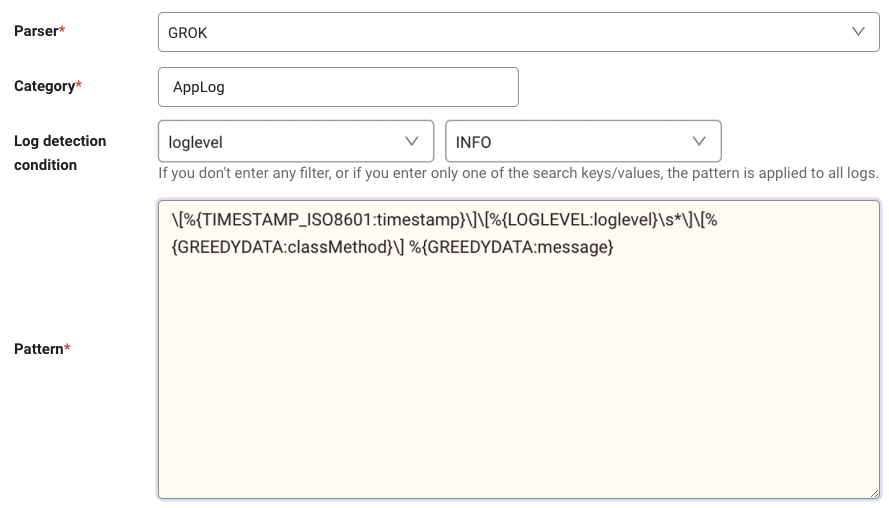 Parser*
GROK
Category*
AppLog
Log detection
condition
loglevel
INFO
If you don't enter any filter, or if you enter only one of the search keys/values, the pattern is applied to all logs.
Pattern*
\[%{TIMESTAMP_ISO8601:timestamp}\]\[%{LOGLEVEL:loglevel}\s*\]\[%
{GREEDYDATA:classMethod}\] %{GREEDYDATA:message}